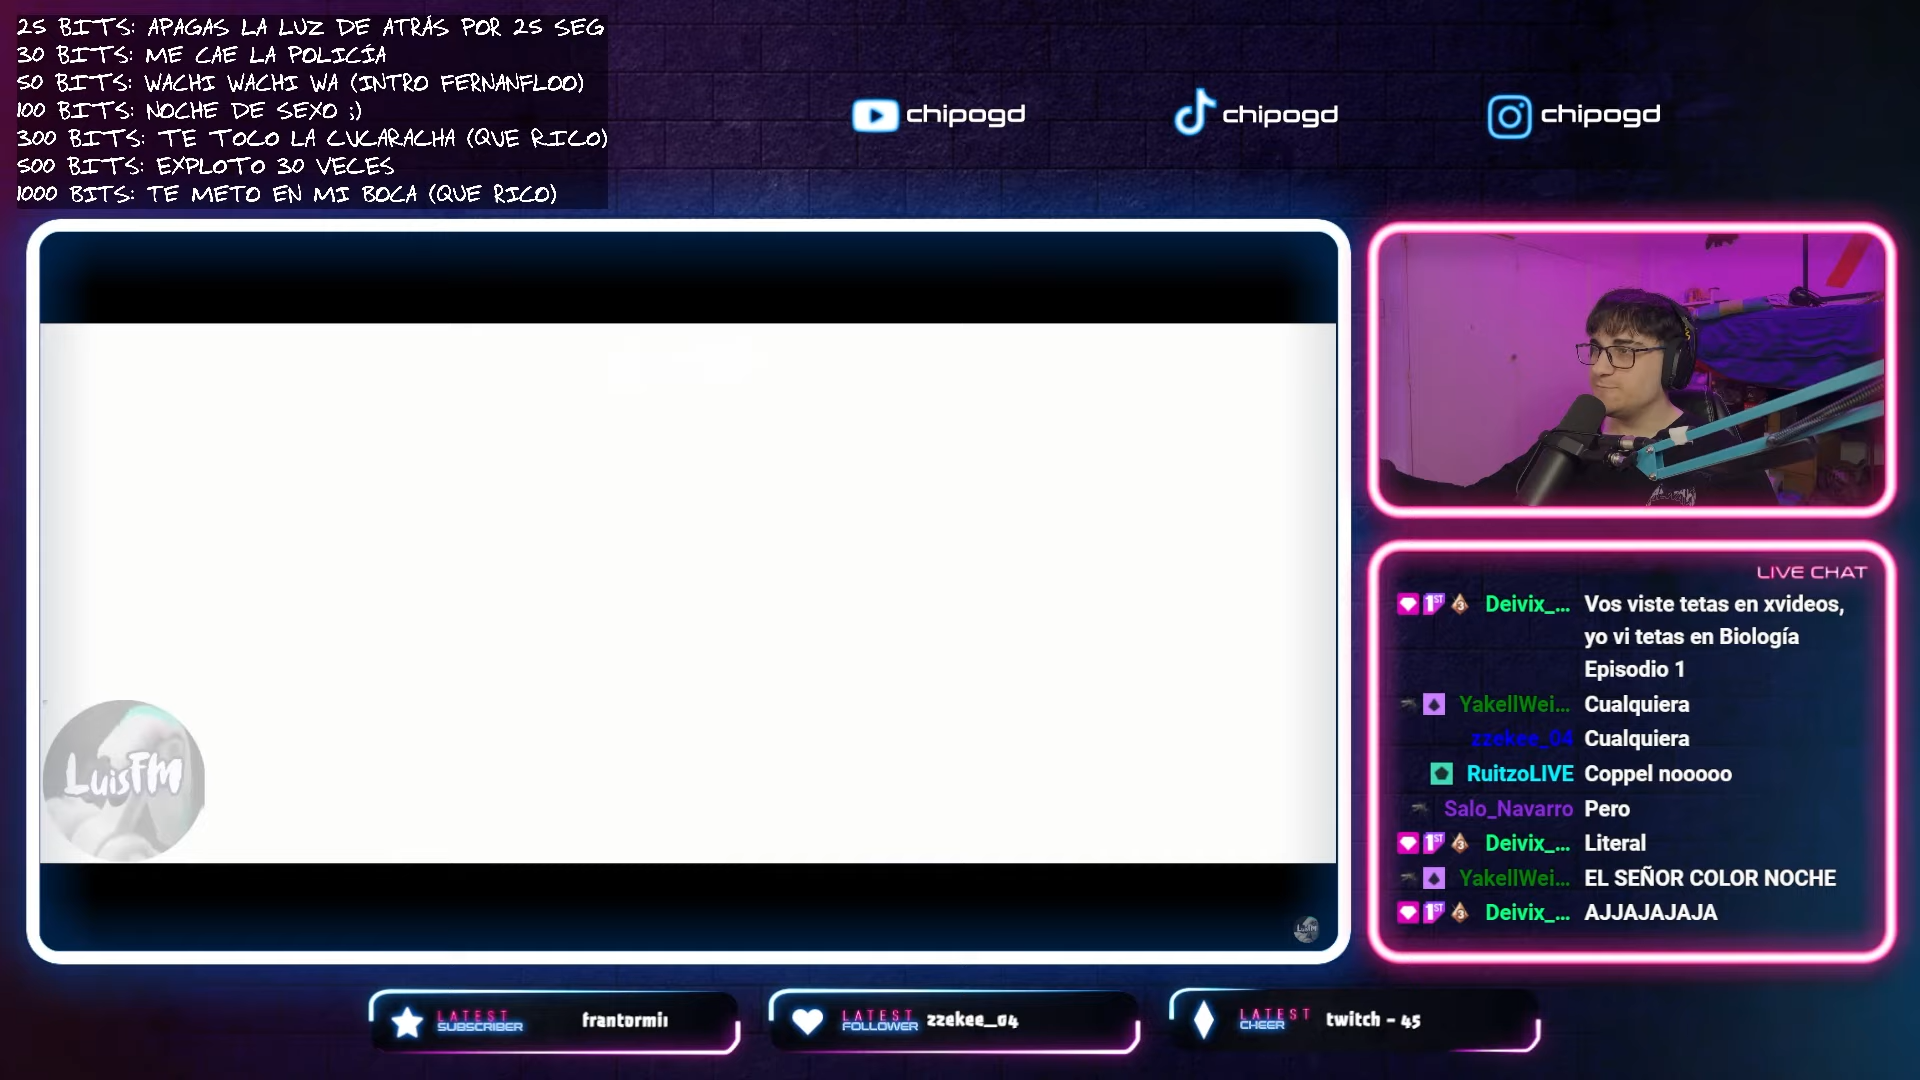 25 BITS: APAGAS LA LUZ DE ATRÁS POR 25 SEG
30 BITS: ME CAE LA POLICÍA
50 BITS: WACHI WACHI WA (INTRO FERNANFLOO)
100 BITS: NOCHE DE SEXO ;)
300 BITS: TE TOCO LA CUCARACHA (QUE RICO)
500 BITS: EXPLOTO 30 VECES
1000 BITS: TE METO EN MI BOCA (QUE RICO)
chipogd
chipogd
chipogd
LuisFM
LuisFM
LIVE CHAT
Deivix_... Vos viste tetas en xvideos,
yo vi tetas en Biología
Episodio 1
YakellWei... Cualquiera
zzekee_04 Cualquiera
RuitzoLIVE Coppel nooooo
Salo_Navarro Pero
Deivix_... Literal
YakellWei... EL SEÑOR COLOR NOCHE
Deivix_... AJJAJAJAJA
LATEST SUBSCRIBER frantormii
LATEST FOLLOWER zzekee_04
LATEST CHEER twitch - 45